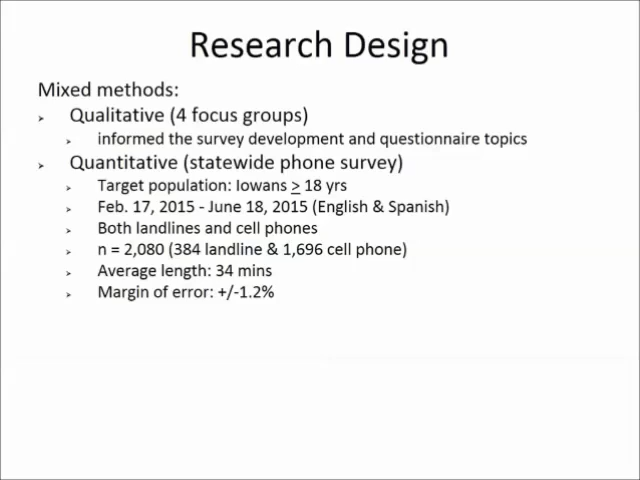 Research Design
Mixed methods:
➢ Qualitative (4 focus groups)
➢ informed the survey development and questionnaire topics
➢ Quantitative (statewide phone survey)
➢ Target population: Iowans ≥ 18 yrs
➢ Feb. 17, 2015 - June 18, 2015 (English & Spanish)
➢ Both landlines and cell phones
➢ n = 2,080 (384 landline & 1,696 cell phone)
➢ Average length: 34 mins
➢ Margin of error: +/-1.2%